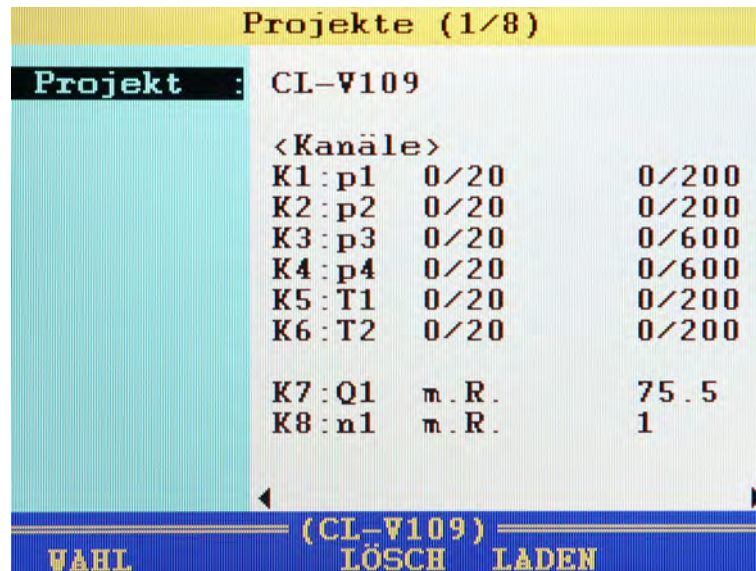 Projekte (1/8)
Projekt : CL-V109
<Kanäle>
K1:p1 0/20 0/200
K2:p2 0/20 0/200
K3:p3 0/20 0/600
K4:p4 0/20 0/600
K5:T1 0/20 0/200
K6:T2 0/20 0/200
K7:Q1 m.R. 75.5
K8:n1 m.R. 1
(CL-V109)
WAHL LÖSCH LADEN